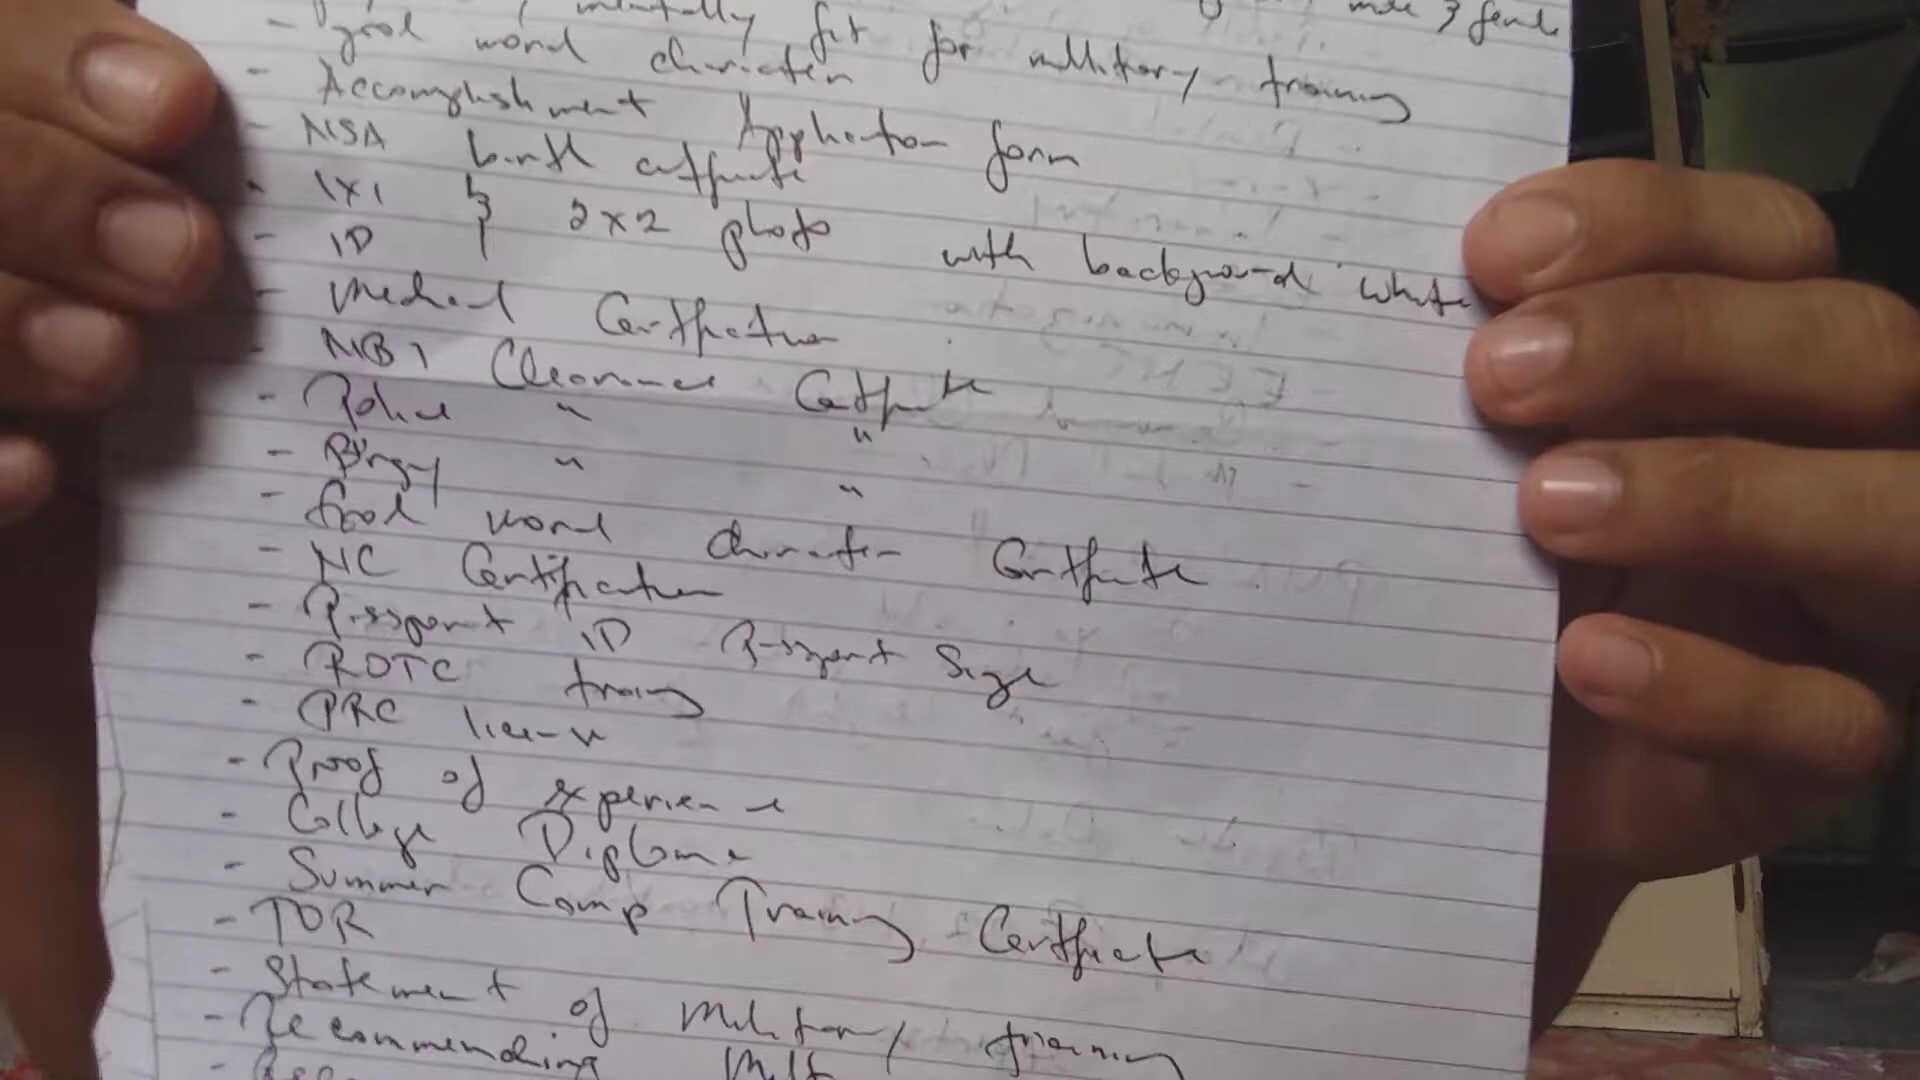 mentally fit for millitary training
- good moral character
- Accomplishment Application form
- NSA birth certificate
- 1x1 & 2x2 photo with background white
- ID
- Medical Certification
- NBI Clearance Certificate
- Police " "
- Brgy " "
- Good moral character Certificate
- NC Certification
- Passport ID Passport Size
- ROTC training
- PRC license
- Proof of experience
- College Diploma
- Summer Camp Training Certificate
- TOR
- Statement of Military training
- Recommending